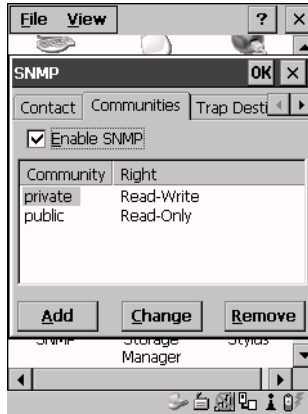 File View ? ×
SNMP OK ×
Contact Communities Trap Desti
Enable SNMP
Community Right
private Read-Write
public Read-Only
Add Change Remove
SNMP Storage Stylus
Manager